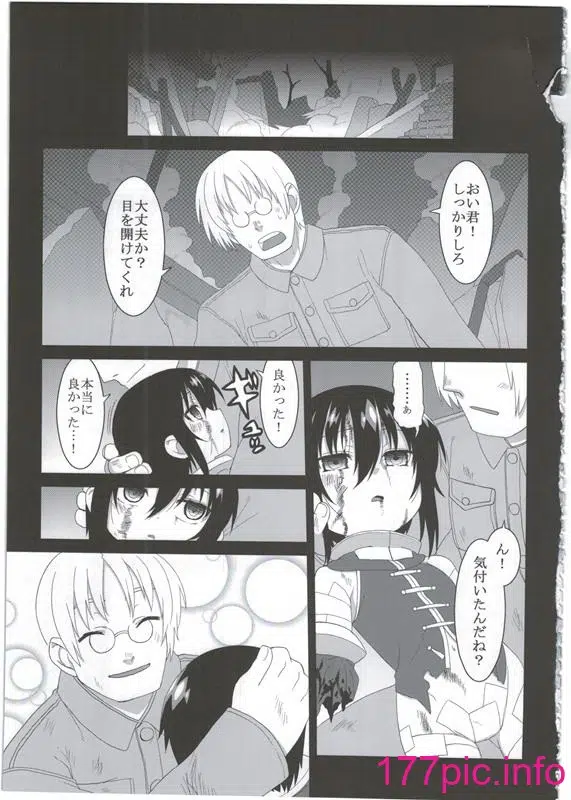 おい君！
しっかりしろ
大丈夫か？
目を開けてくれ
………ぁ
ん！
気付いたんだね？
良かった！
ギュッ
本当に
良かった…！
177pic.info